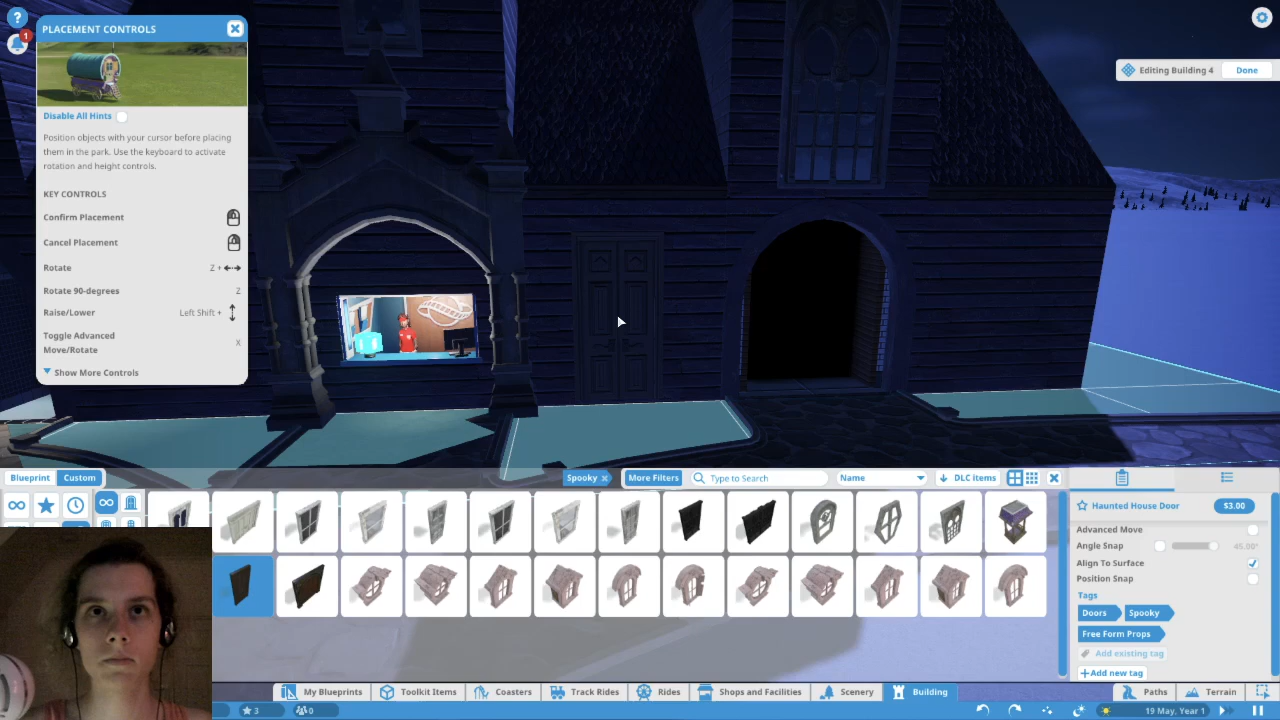 ?
1
PLACEMENT CONTROLS
Disable All Hints
Position objects with your cursor before placing
them in the park. Use the keyboard to activate
rotation and height controls.
KEY CONTROLS
Confirm Placement
Cancel Placement
Rotate Z +
Rotate 90-degrees Z
Raise/Lower Left Shift +
Toggle Advanced
Move/Rotate X
Show More Controls
Editing Building 4 Done
Blueprint Custom Spooky More Filters Type to Search Name DLC items
Haunted House Door $3.00
Advanced Move
Angle Snap 45.00°
Align To Surface
Position Snap
Tags
Doors Spooky
Free Form Props
Add existing tag
+Add new tag
My Blueprints Toolkit Items Coasters Track Rides Rides Shops and Facilities Scenery Building Paths Terrain
3 0 19 May, Year 1